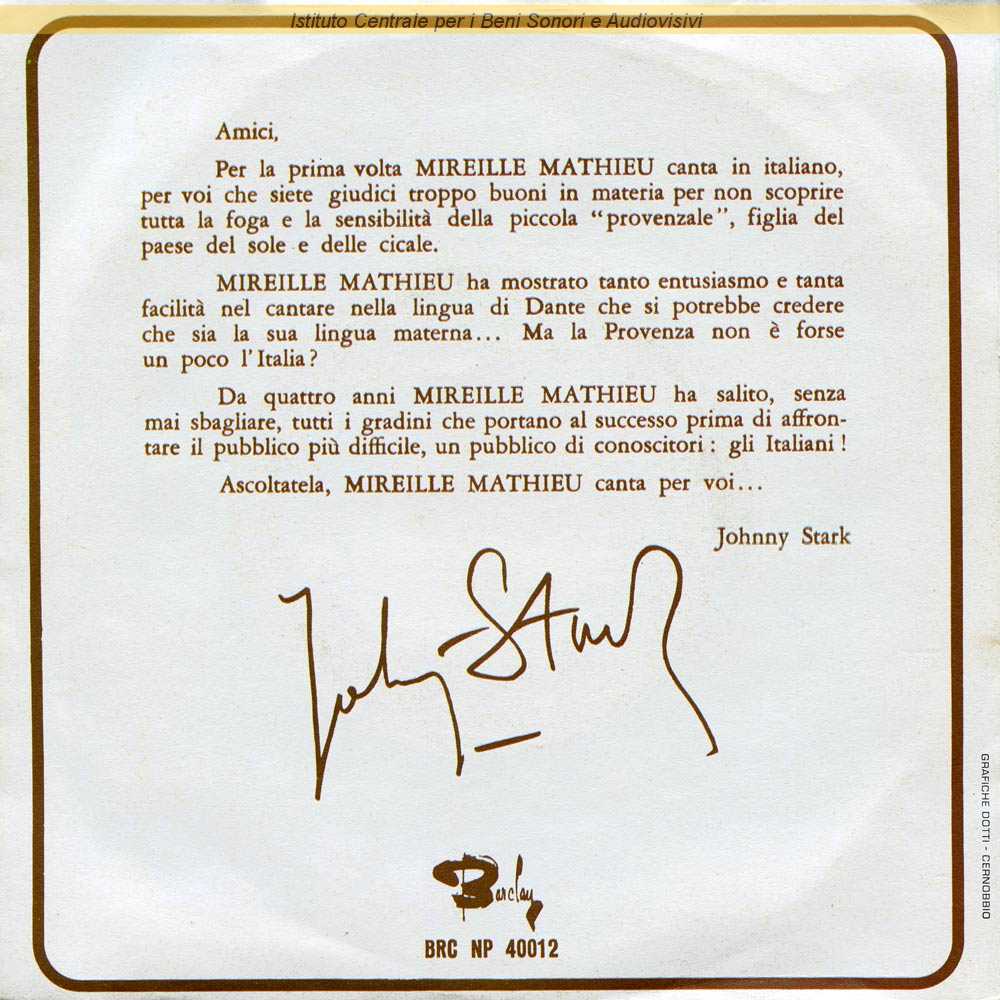 Istituto Centrale per i Beni Sonori e Audiovisivi
Amici,
Per la prima volta MIREILLE MATHIEU canta in italiano,
per voi che siete giudici troppo buoni in materia per non scoprire
tutta la foga e la sensibilità della piccola “provenzale”, figlia del
paese del sole e delle cicale.
MIREILLE MATHIEU ha mostrato tanto entusiasmo e tanta
facilità nel cantare nella lingua di Dante che si potrebbe credere
che sia la sua lingua materna... Ma la Provenza non è forse
un poco l'Italia?
Da quattro anni MIREILLE MATHIEU ha salito, senza
mai sbagliare, tutti i gradini che portano al successo prima di affron-
tare il pubblico più difficile, un pubblico di conoscitori : gli Italiani !
Ascoltatela, MIREILLE MATHIEU canta per voi...
Johnny Stark
Johnny Stark
Barclay
BRC NP 40012
GRAFICHE DOTTI - CERNOBBIO